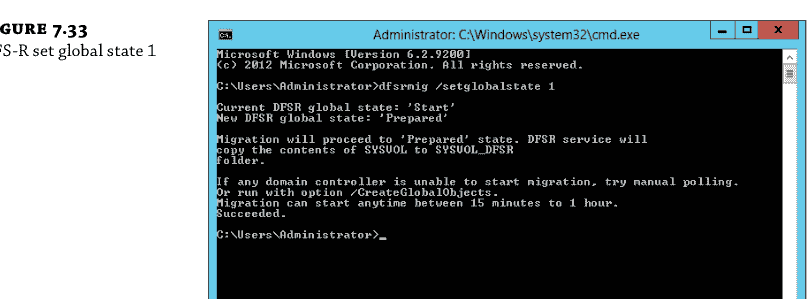 GURE 7.33
FS-R set global state 1
Administrator: C:\Windows\system32\cmd.exe
Microsoft Windows [Version 6.2.9200]
(c) 2012 Microsoft Corporation. All rights reserved.
C:\Users\Administrator>dfsrmig /setglobalstate 1
Current DFSR global state: 'Start'
New DFSR global state: 'Prepared'
Migration will proceed to 'Prepared' state. DFSR service will
copy the contents of SYSVOL to SYSVOL_DFSR
folder.
If any domain controller is unable to start migration, try manual polling.
Or run with option /CreateGlobalObjects.
Migration can start anytime between 15 minutes to 1 hour.
Succeeded.
C:\Users\Administrator>_